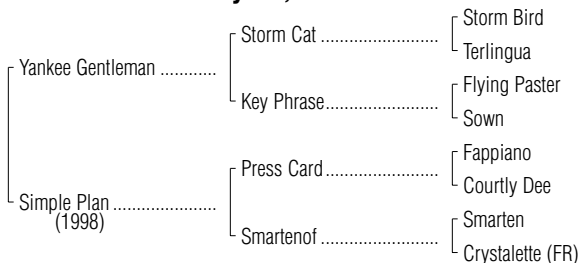 Storm Bird
Storm Cat
Terlingua
Yankee Gentleman
Flying Paster
Key Phrase
Sown
Fappiano
Press Card
Courtly Dee
Simple Plan
(1998)
Smarten
Smartenof
Crystalette (FR)